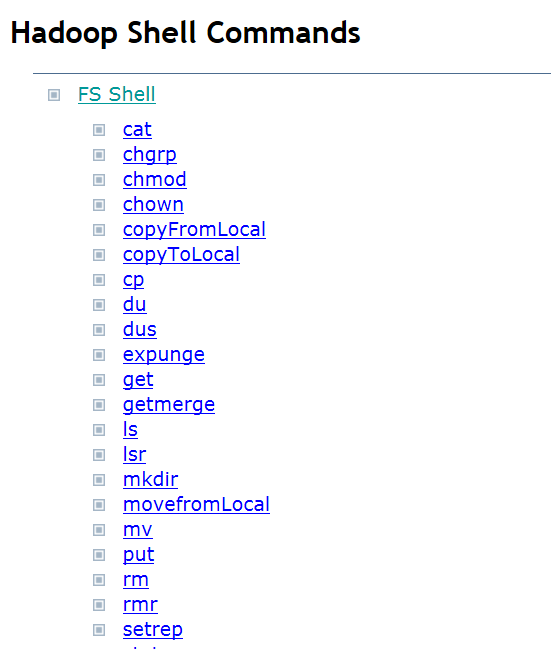 Hadoop Shell Commands
FS Shell
cat
chgrp
chmod
chown
copyFromLocal
copyToLocal
cp
du
dus
expunge
get
getmerge
ls
lsr
mkdir
movefromLocal
mv
put
rm
rmr
setrep